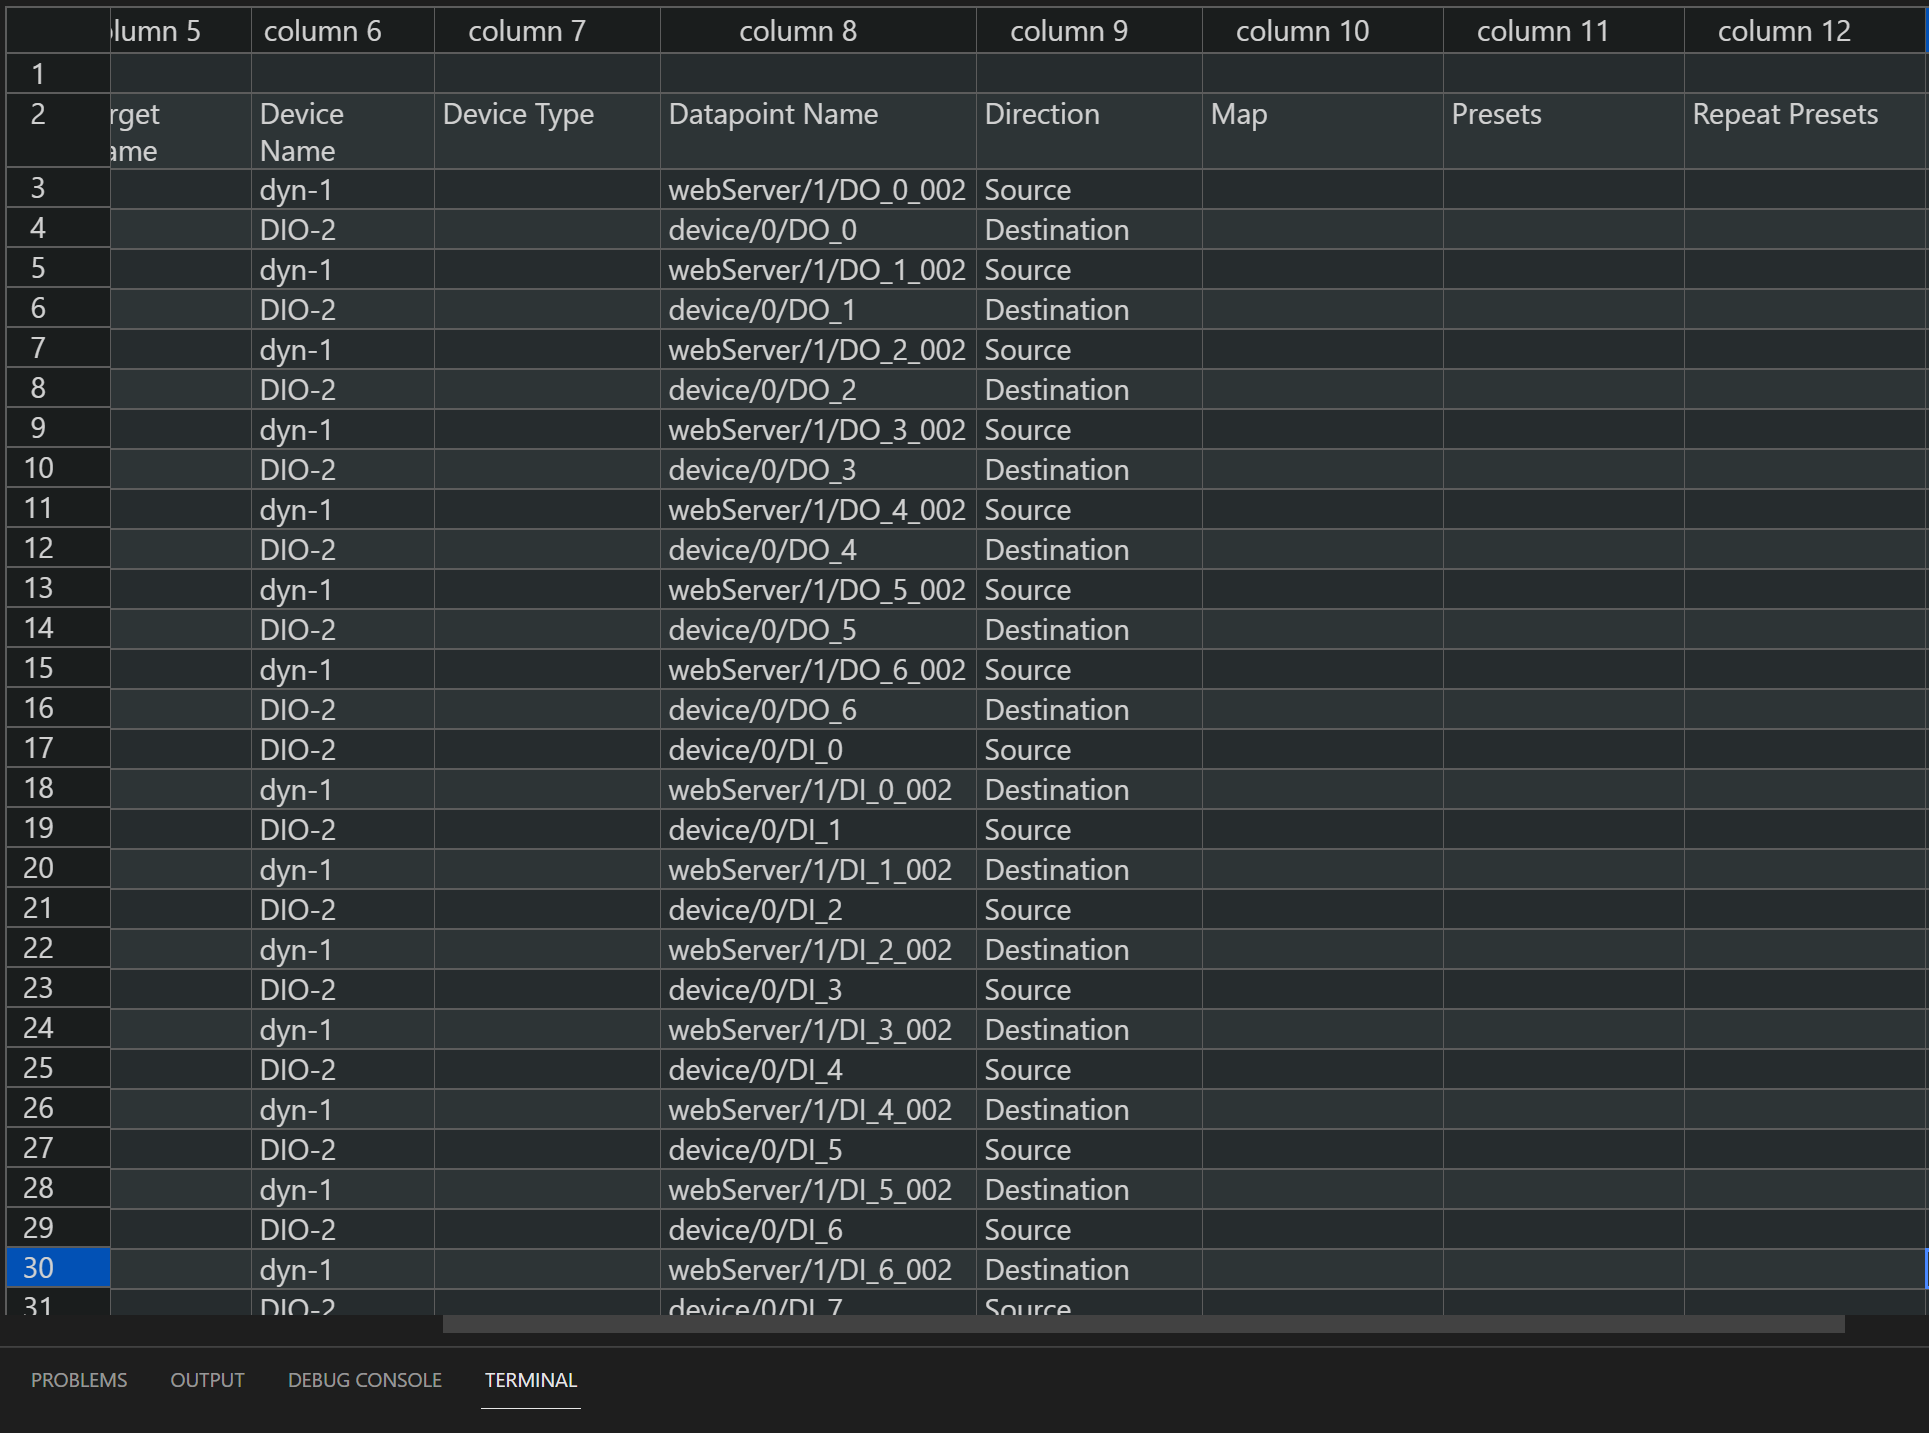 lumn 5 column 6 column 7 column 8 column 9 column 10 column 11 column 12
1
2 rget ame Device Name Device Type Datapoint Name Direction Map Presets Repeat Presets
3 dyn-1 webServer/1/DO_0_002 Source
4 DIO-2 device/0/DO_0 Destination
5 dyn-1 webServer/1/DO_1_002 Source
6 DIO-2 device/0/DO_1 Destination
7 dyn-1 webServer/1/DO_2_002 Source
8 DIO-2 device/0/DO_2 Destination
9 dyn-1 webServer/1/DO_3_002 Source
10 DIO-2 device/0/DO_3 Destination
11 dyn-1 webServer/1/DO_4_002 Source
12 DIO-2 device/0/DO_4 Destination
13 dyn-1 webServer/1/DO_5_002 Source
14 DIO-2 device/0/DO_5 Destination
15 dyn-1 webServer/1/DO_6_002 Source
16 DIO-2 device/0/DO_6 Destination
17 DIO-2 device/0/DI_0 Source
18 dyn-1 webServer/1/DI_0_002 Destination
19 DIO-2 device/0/DI_1 Source
20 dyn-1 webServer/1/DI_1_002 Destination
21 DIO-2 device/0/DI_2 Source
22 dyn-1 webServer/1/DI_2_002 Destination
23 DIO-2 device/0/DI_3 Source
24 dyn-1 webServer/1/DI_3_002 Destination
25 DIO-2 device/0/DI_4 Source
26 dyn-1 webServer/1/DI_4_002 Destination
27 DIO-2 device/0/DI_5 Source
28 dyn-1 webServer/1/DI_5_002 Destination
29 DIO-2 device/0/DI_6 Source
30 dyn-1 webServer/1/DI_6_002 Destination
31 DIO-2 device/0/DI_7 Source
PROBLEMS OUTPUT DEBUG CONSOLE TERMINAL